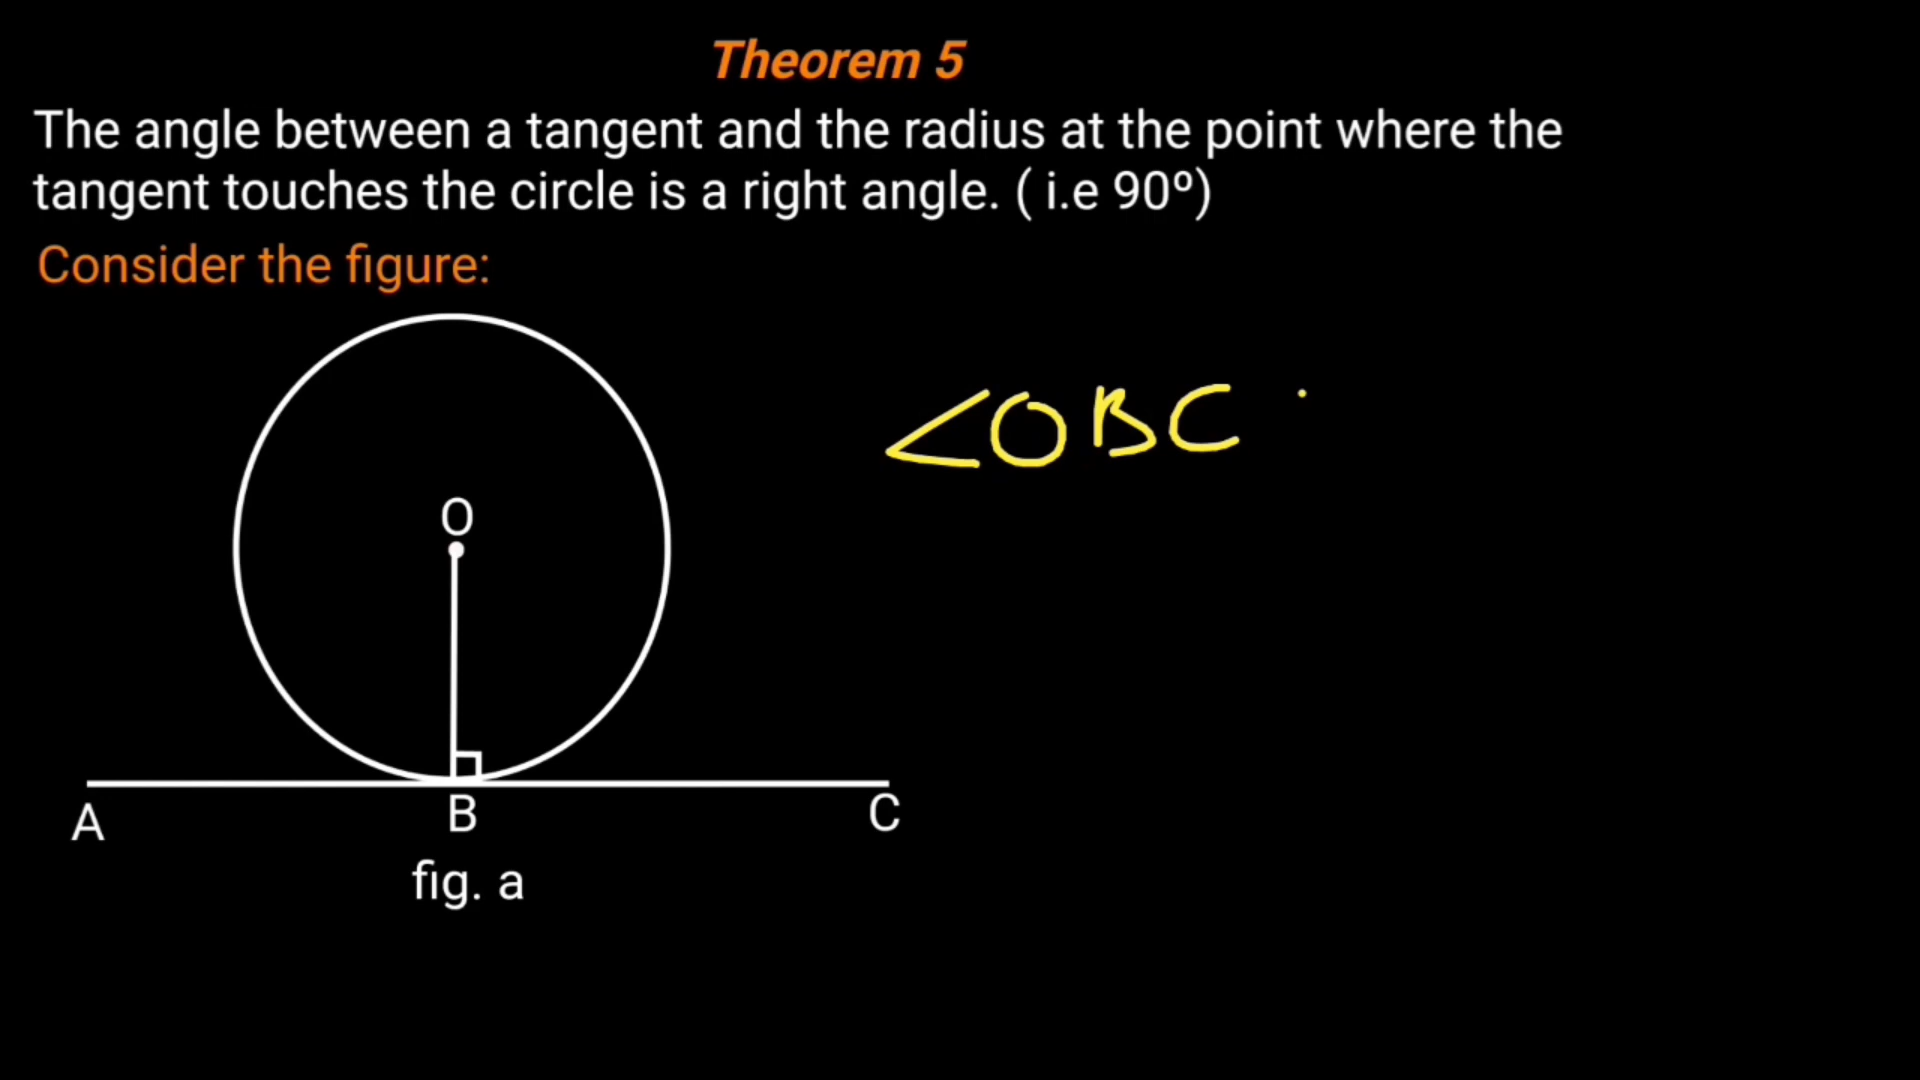 Theorem 5
The angle between a tangent and the radius at the point where the
tangent touches the circle is a right angle. ( i.e 90º)
Consider the figure:
∠OBC
O
A
B
C
fig. a